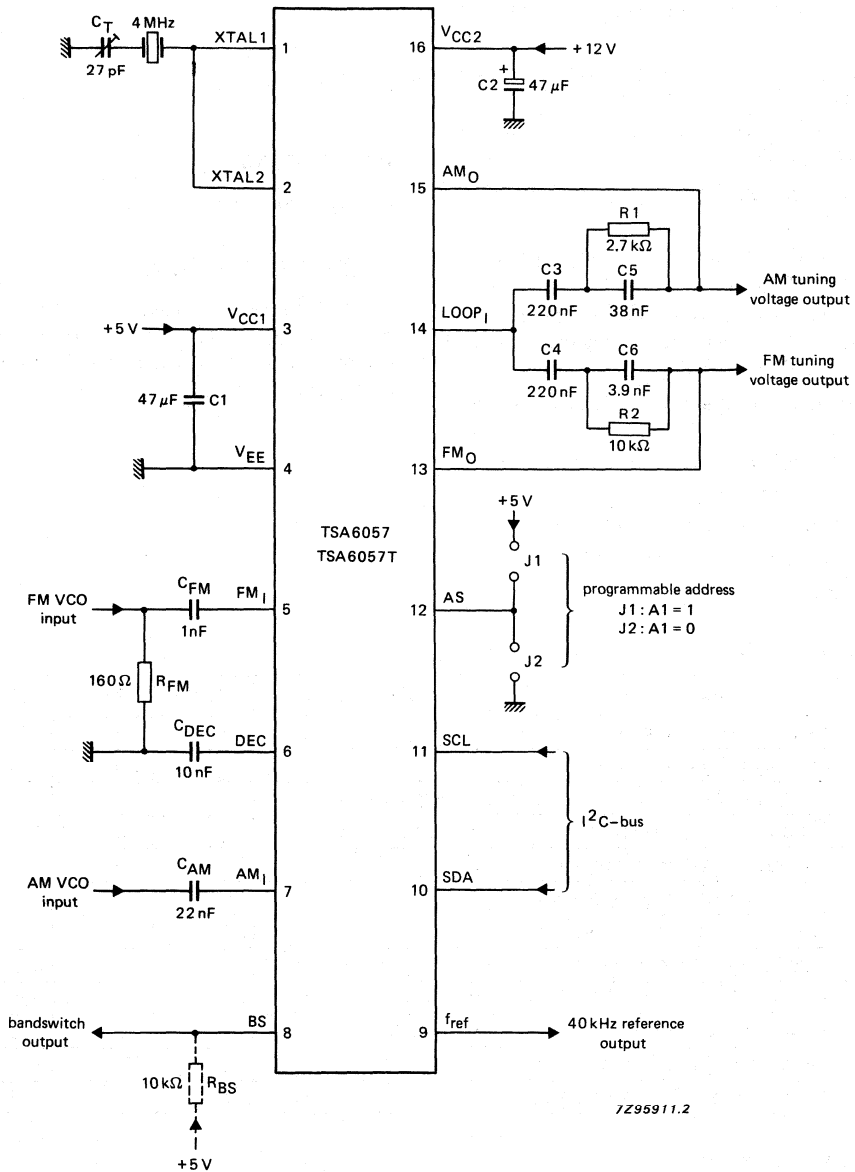 C_T
4 MHz
27 pF
XTAL1
1
XTAL2
2
+5 V
V_CC1
3
47 μF
C1
V_EE
4
FM VCO
input
C_FM
1nF
FM_I
5
160 Ω
R_FM
C_DEC
10 nF
DEC
6
AM VCO
input
C_AM
22 nF
AM_I
7
bandswitch
output
BS
8
10 kΩ
R_BS
+5 V
TSA6057
TSA6057T
16
V_CC2
+12 V
+
C2
47 μF
15
AM_O
R1
2.7 kΩ
C3
220 nF
C5
38 nF
AM tuning
voltage output
14
LOOP_I
C4
220 nF
C6
3.9 nF
R2
10 kΩ
FM tuning
voltage output
13
FM_O
+5 V
J1
12
AS
J2
programmable address
J1 : A1 = 1
J2 : A1 = 0
11
SCL
I²C-bus
10
SDA
9
f_ref
40 kHz reference
output
7Z95911.2